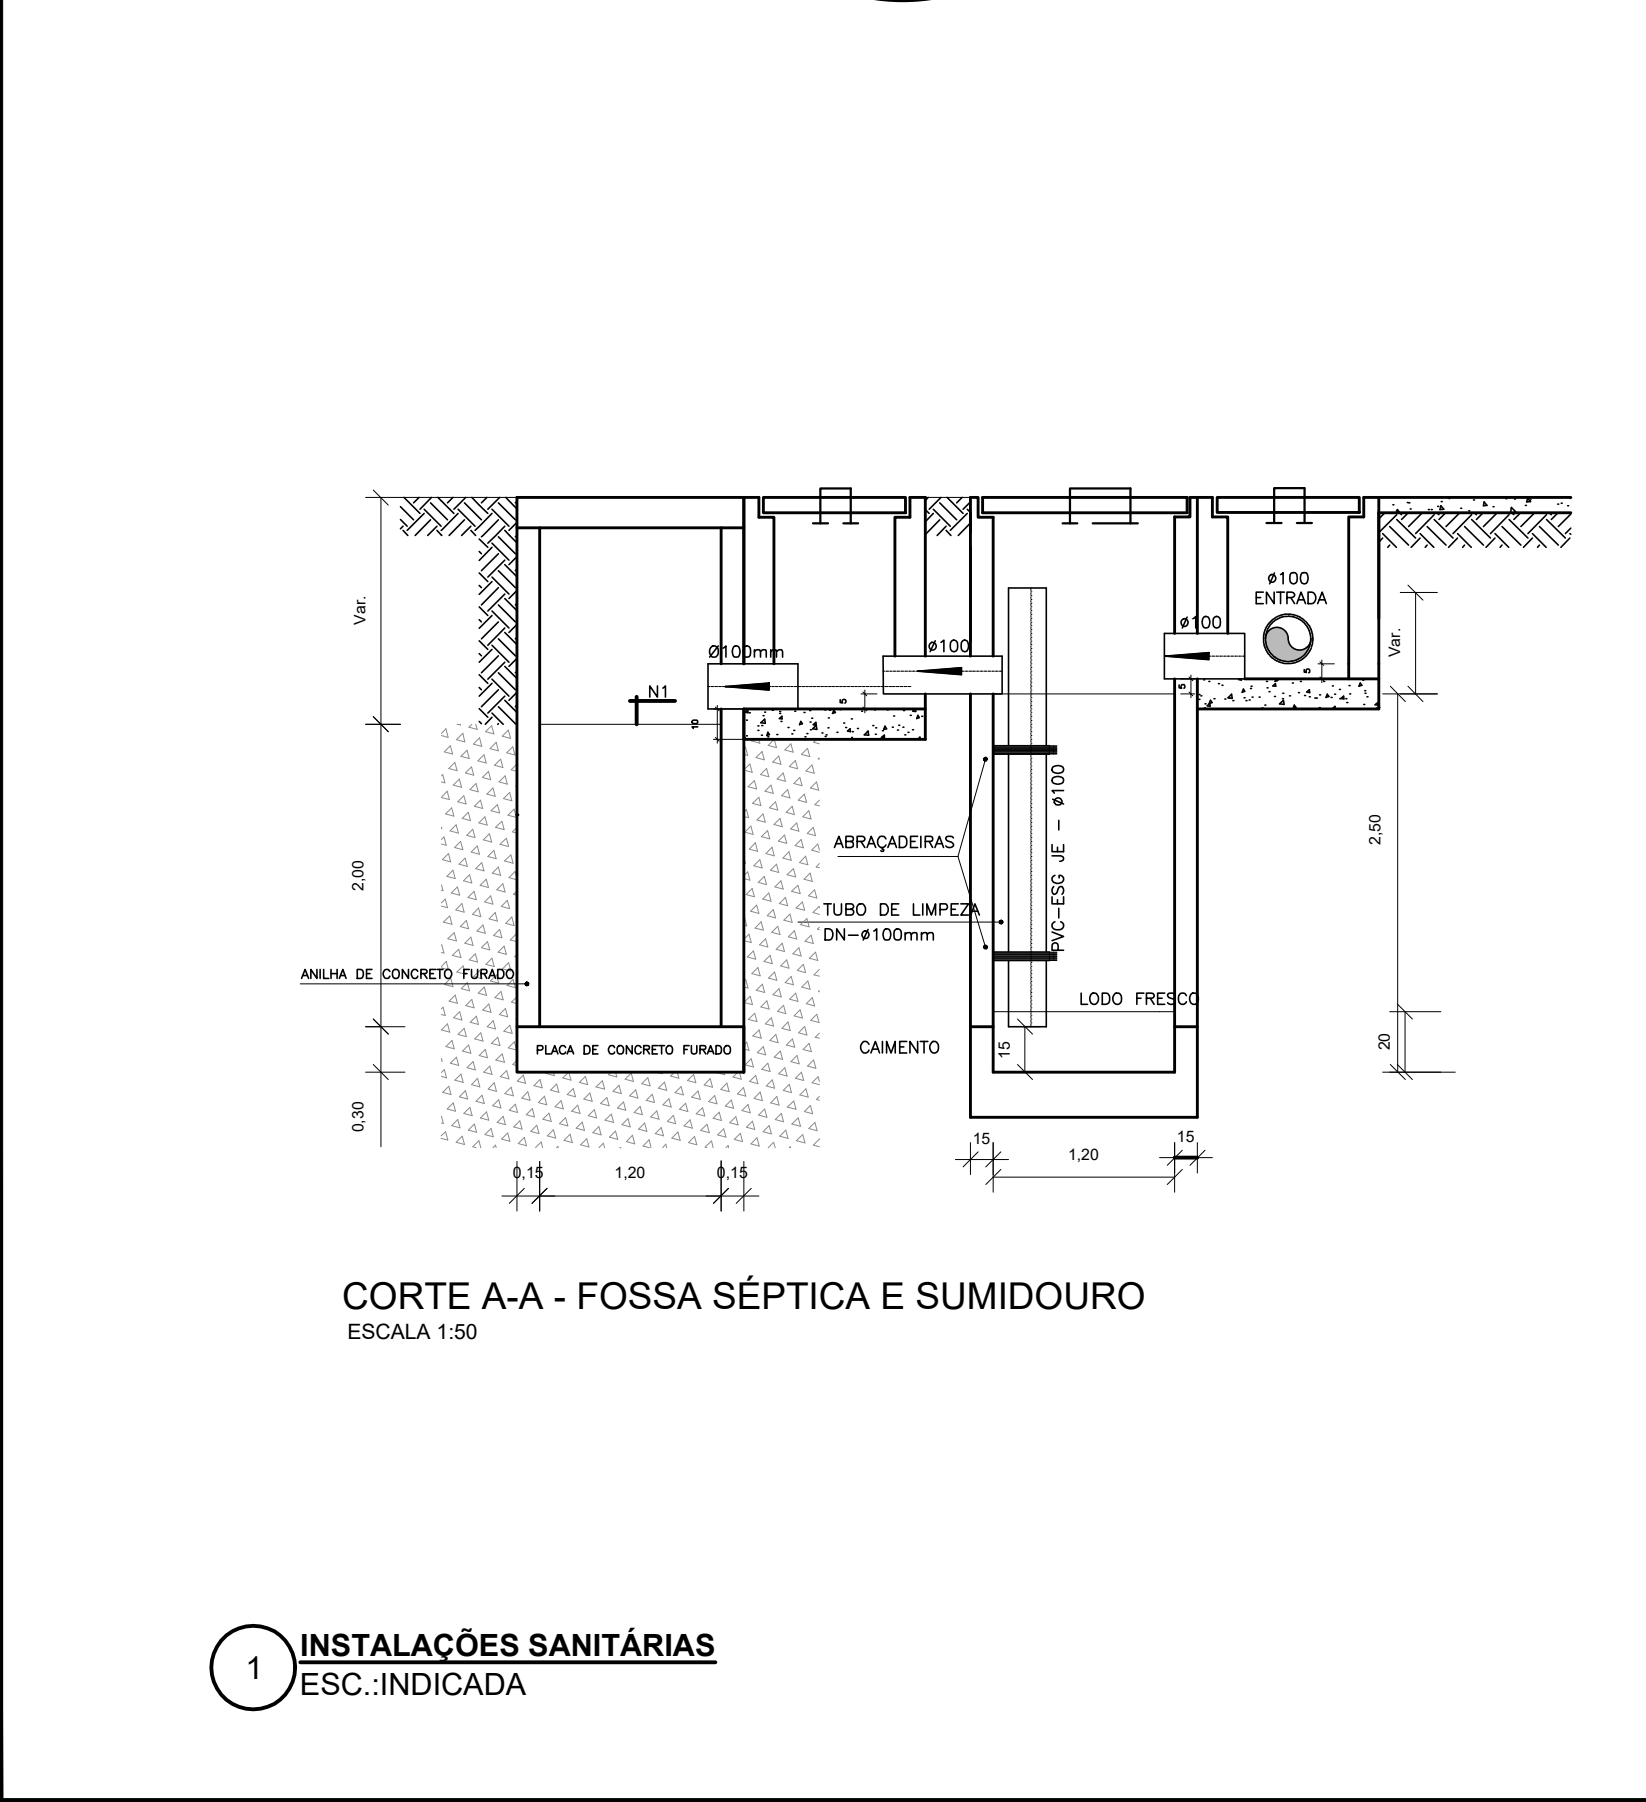 Ø100
ENTRADA
Ø100
Ø100
Ø100mm
Var.
Var.
N1
5
5
5
10
2,50
2,00
ABRAÇADEIRAS
PVC-ESG JE - Ø100
TUBO DE LIMPEZA
DN-Ø100mm
ANILHA DE CONCRETO FURADO
LODO FRESCO
PLACA DE CONCRETO FURADO
CAIMENTO
15
20
0,30
15
1,20
15
0,15
1,20
0,15
CORTE A-A - FOSSA SÉPTICA E SUMIDOURO
ESCALA 1:50
1
INSTALAÇÕES SANITÁRIAS
ESC.:INDICADA